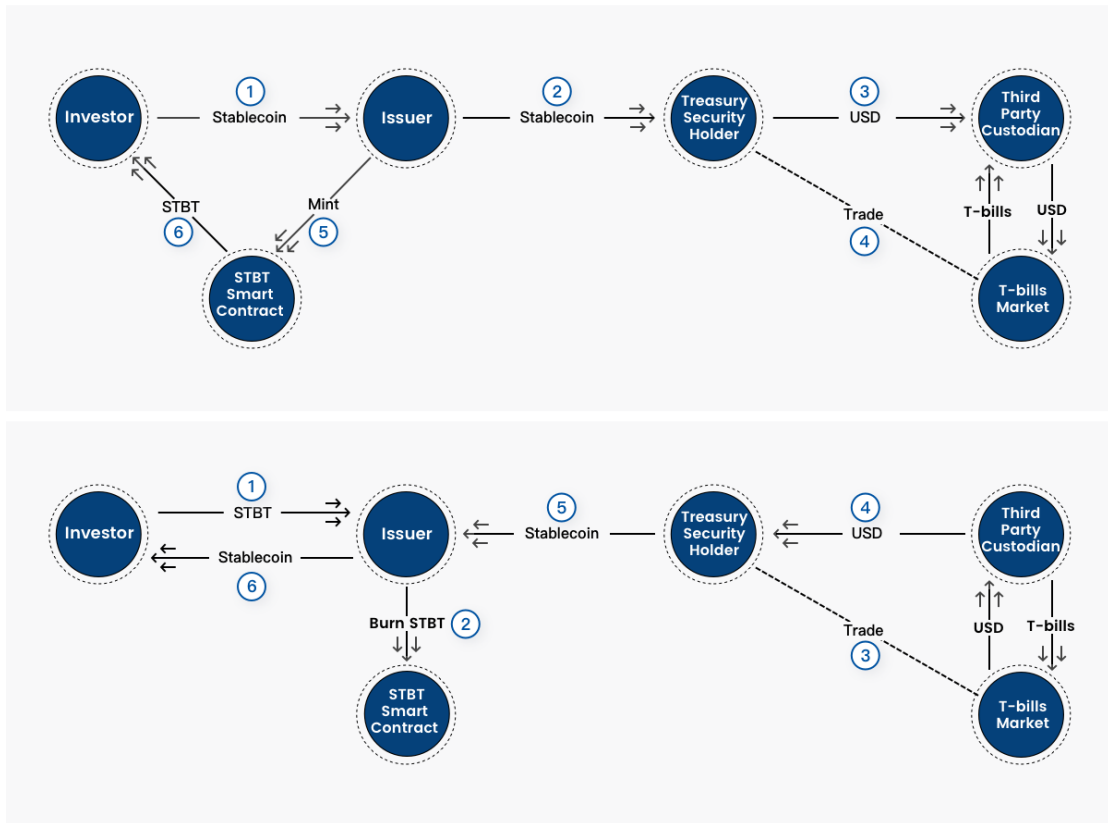 1
Stablecoin
2
Stablecoin
3
USD
Investor
Issuer
Treasury
Security
Holder
Third
Party
Custodian
STBT
6
Mint
5
Trade
4
T-bills
USD
STBT
Smart
Contract
T-bills
Market
1
STBT
Investor
Stablecoin
6
Issuer
5
Stablecoin
Treasury
Security
Holder
4
USD
Third
Party
Custodian
Burn STBT
2
Trade
3
USD
T-bills
STBT
Smart
Contract
T-bills
Market